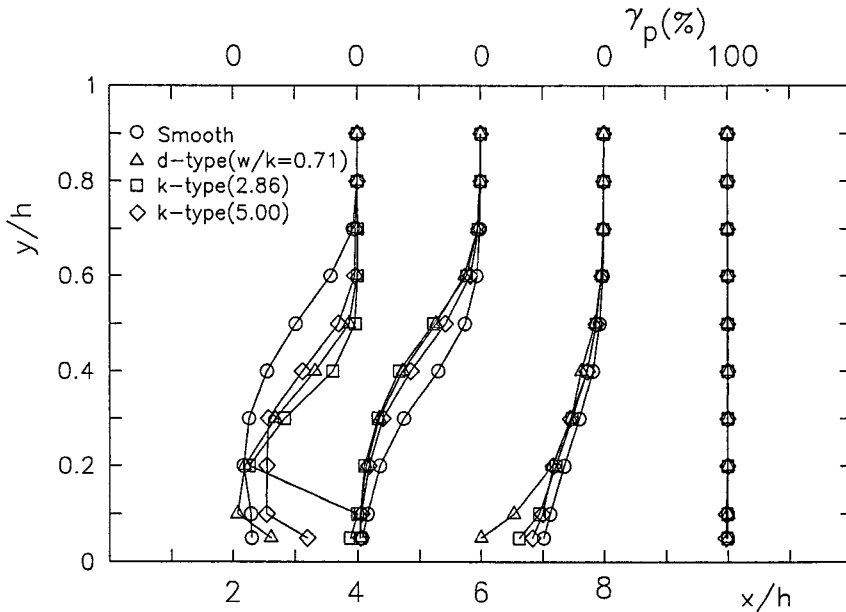 γp(%)
0 0 0 0 100
1
0.8
0.6
0.4
0.2
0
y/h
Smooth
d-type(w/k=0.71)
k-type(2.86)
k-type(5.00)
2 4 6 8 x/h